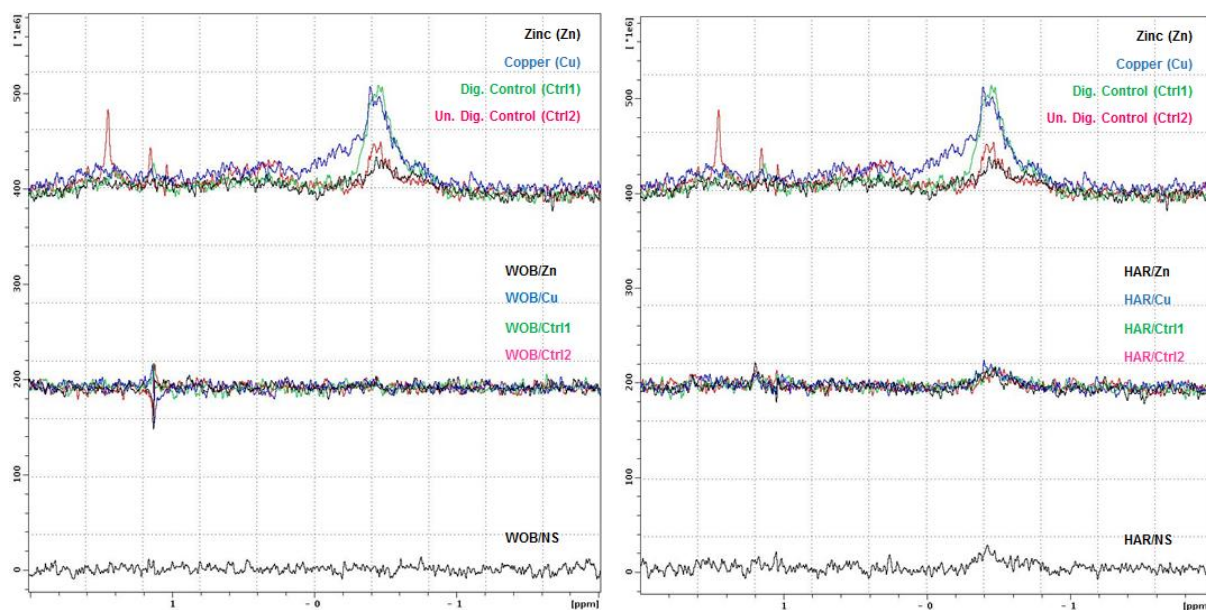 [ *1e6]
Zinc (Zn)
Copper (Cu)
Dig. Control (Ctrl1)
Un. Dig. Control (Ctrl2)
500
400
300
WOB/Zn
WOB/Cu
WOB/Ctrl1
WOB/Ctrl2
200
100
WOB/NS
0
1
- 0
- 1
[ppm]
[ *1e6]
Zinc (Zn)
Copper (Cu)
Dig. Control (Ctrl1)
Un. Dig. Control (Ctrl2)
500
400
300
HAR/Zn
HAR/Cu
HAR/Ctrl1
HAR/Ctrl2
200
100
HAR/NS
0
1
- 0
- 1
[ppm]